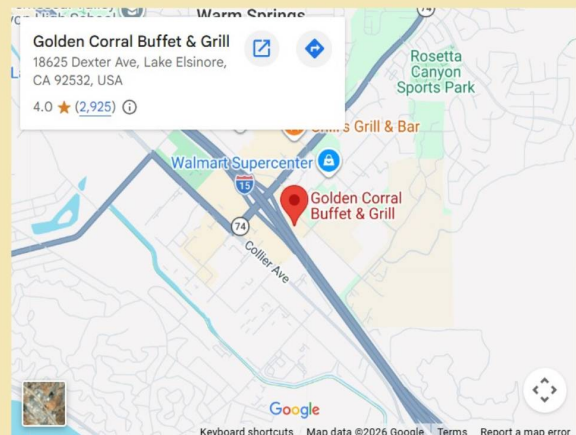 Warm Springs
74
Golden Corral Buffet & Grill
18625 Dexter Ave, Lake Elsinore,
CA 92532, USA
4.0 ★ (2,925)
Rosetta
Canyon
Sports Park
Grill & Bar
Walmart Supercenter
15
Golden Corral
Buffet & Grill
74
Collier Ave
Google
Keyboard shortcuts Map data ©2026 Google Terms Report a map error